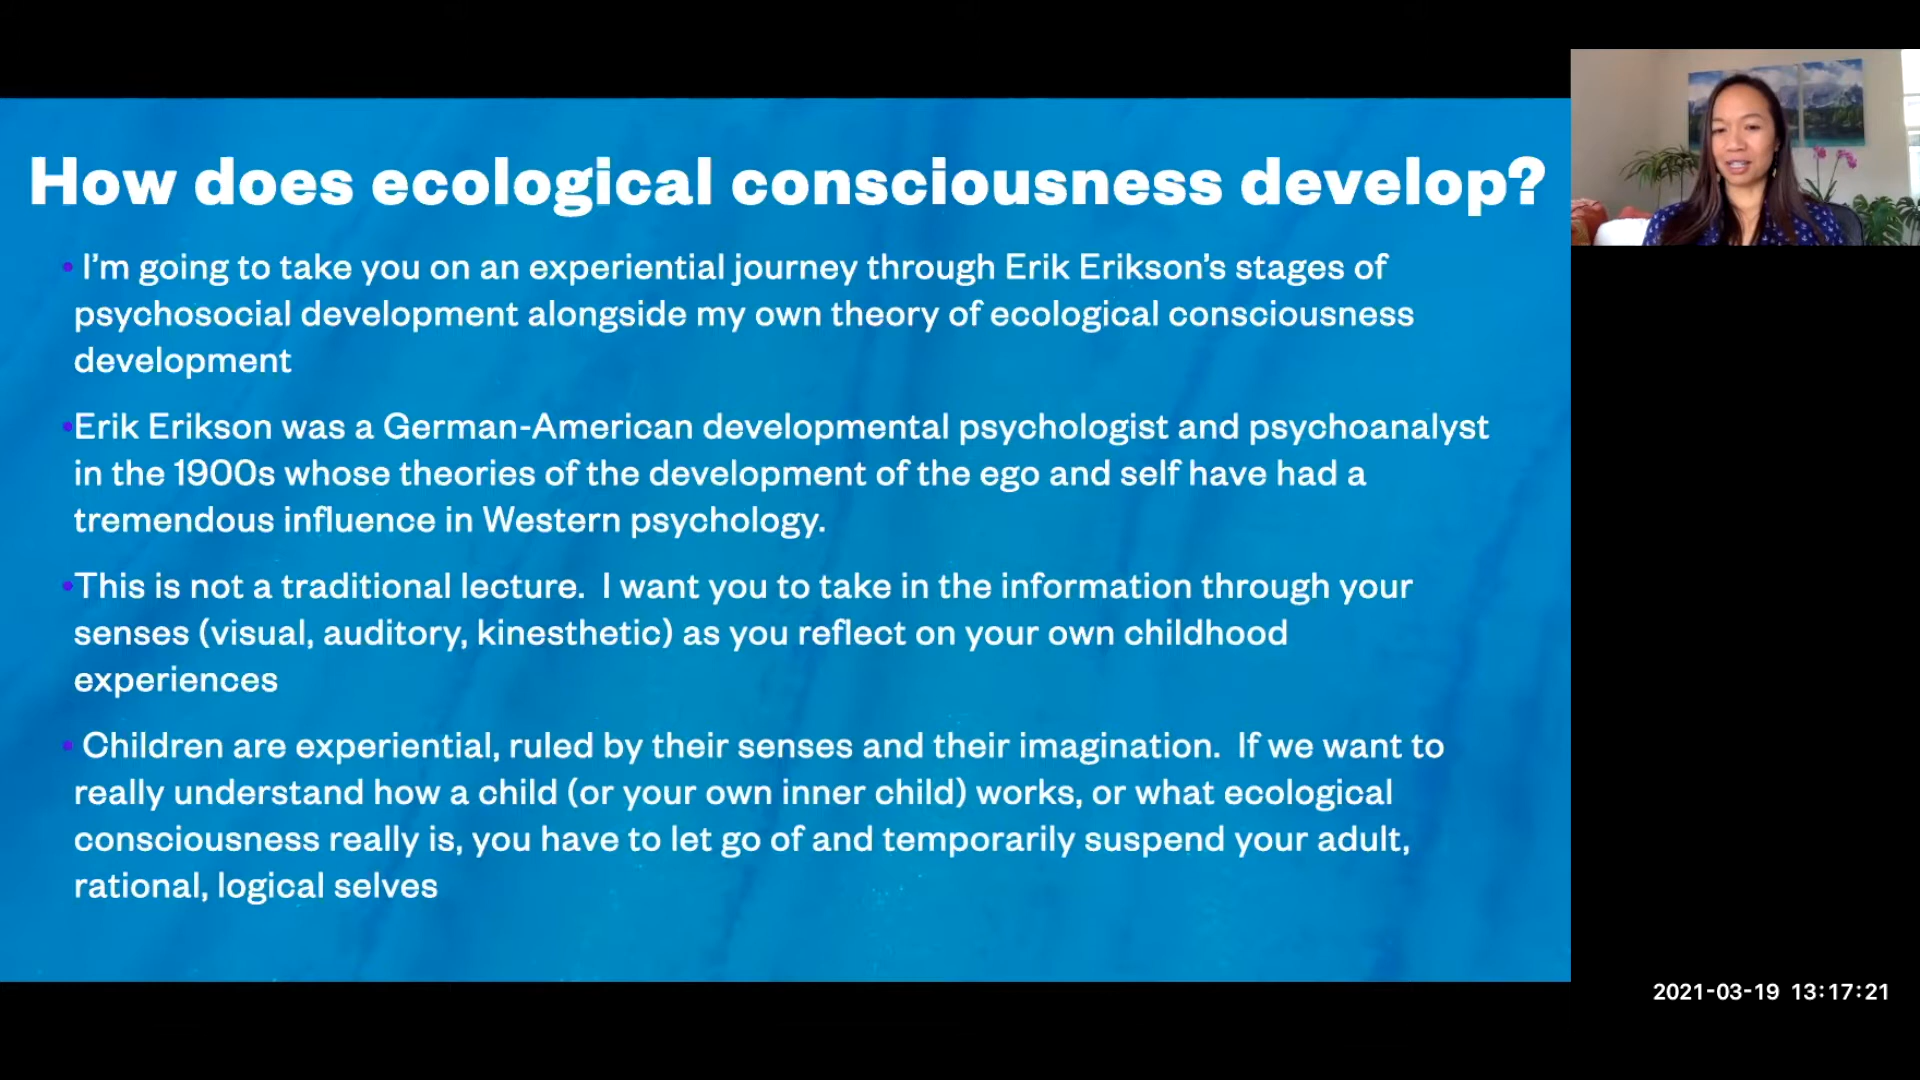 How does ecological consciousness develop?
• I’m going to take you on an experiential journey through Erik Erikson’s stages of
psychosocial development alongside my own theory of ecological consciousness
development
•Erik Erikson was a German-American developmental psychologist and psychoanalyst
in the 1900s whose theories of the development of the ego and self have had a
tremendous influence in Western psychology.
•This is not a traditional lecture.  I want you to take in the information through your
senses (visual, auditory, kinesthetic) as you reflect on your own childhood
experiences
• Children are experiential, ruled by their senses and their imagination.  If we want to
really understand how a child (or your own inner child) works, or what ecological
consciousness really is, you have to let go of and temporarily suspend your adult,
rational, logical selves
2021-03-19 13:17:21